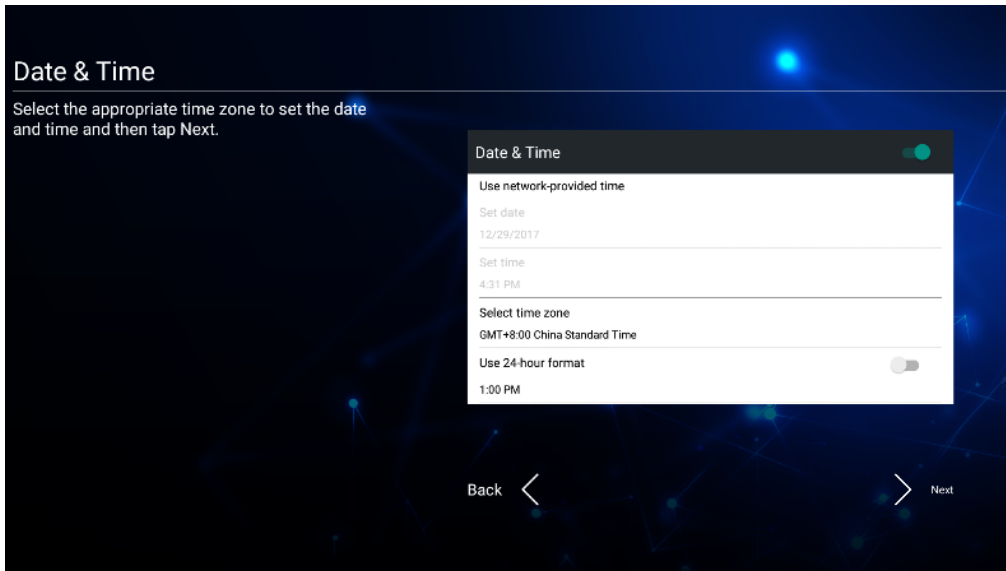 Date & Time
Select the appropriate time zone to set the date
and time and then tap Next.
Date & Time
Use network-provided time
Set date
12/29/2017
Set time
4:31 PM
Select time zone
GMT+8:00 China Standard Time
Use 24-hour format
1:00 PM
Back
Next